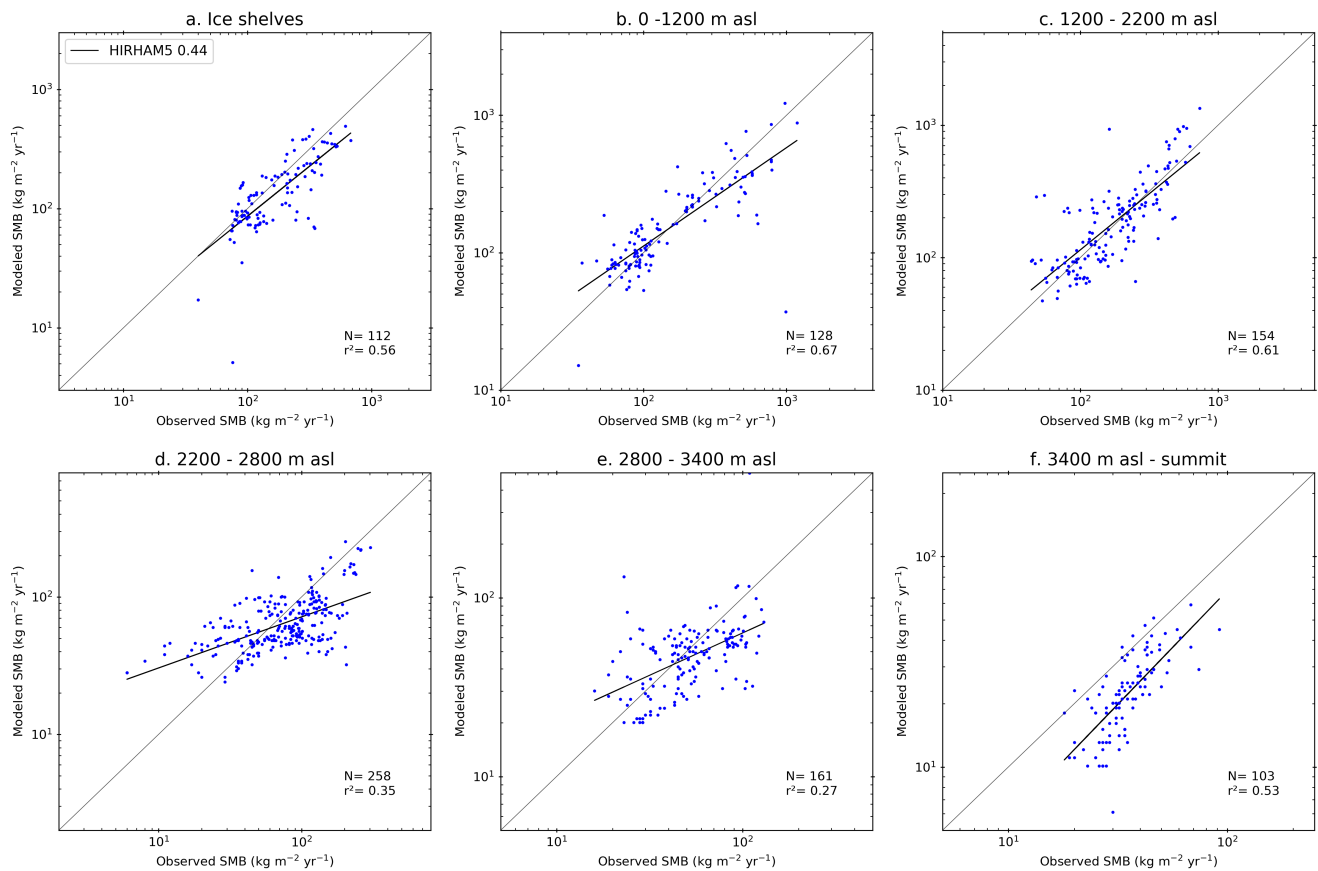 a. Ice shelves
HIRHAM5 0.44
Modeled SMB (kg m⁻² yr⁻¹)
10³
10²
10¹
N= 112
r²= 0.56
10¹ 10² 10³
Observed SMB (kg m⁻² yr⁻¹)
b. 0 -1200 m asl
Modeled SMB (kg m⁻² yr⁻¹)
10³
10²
10¹
N= 128
r²= 0.67
10¹ 10² 10³
Observed SMB (kg m⁻² yr⁻¹)
c. 1200 - 2200 m asl
Modeled SMB (kg m⁻² yr⁻¹)
10³
10²
10¹
N= 154
r²= 0.61
10¹ 10² 10³
Observed SMB (kg m⁻² yr⁻¹)
d. 2200 - 2800 m asl
Modeled SMB (kg m⁻² yr⁻¹)
10²
10¹
N= 258
r²= 0.35
10¹ 10²
Observed SMB (kg m⁻² yr⁻¹)
e. 2800 - 3400 m asl
Modeled SMB (kg m⁻² yr⁻¹)
10²
10¹
N= 161
r²= 0.27
10¹ 10²
Observed SMB (kg m⁻² yr⁻¹)
f. 3400 m asl - summit
Modeled SMB (kg m⁻² yr⁻¹)
10²
10¹
N= 103
r²= 0.53
10¹ 10²
Observed SMB (kg m⁻² yr⁻¹)